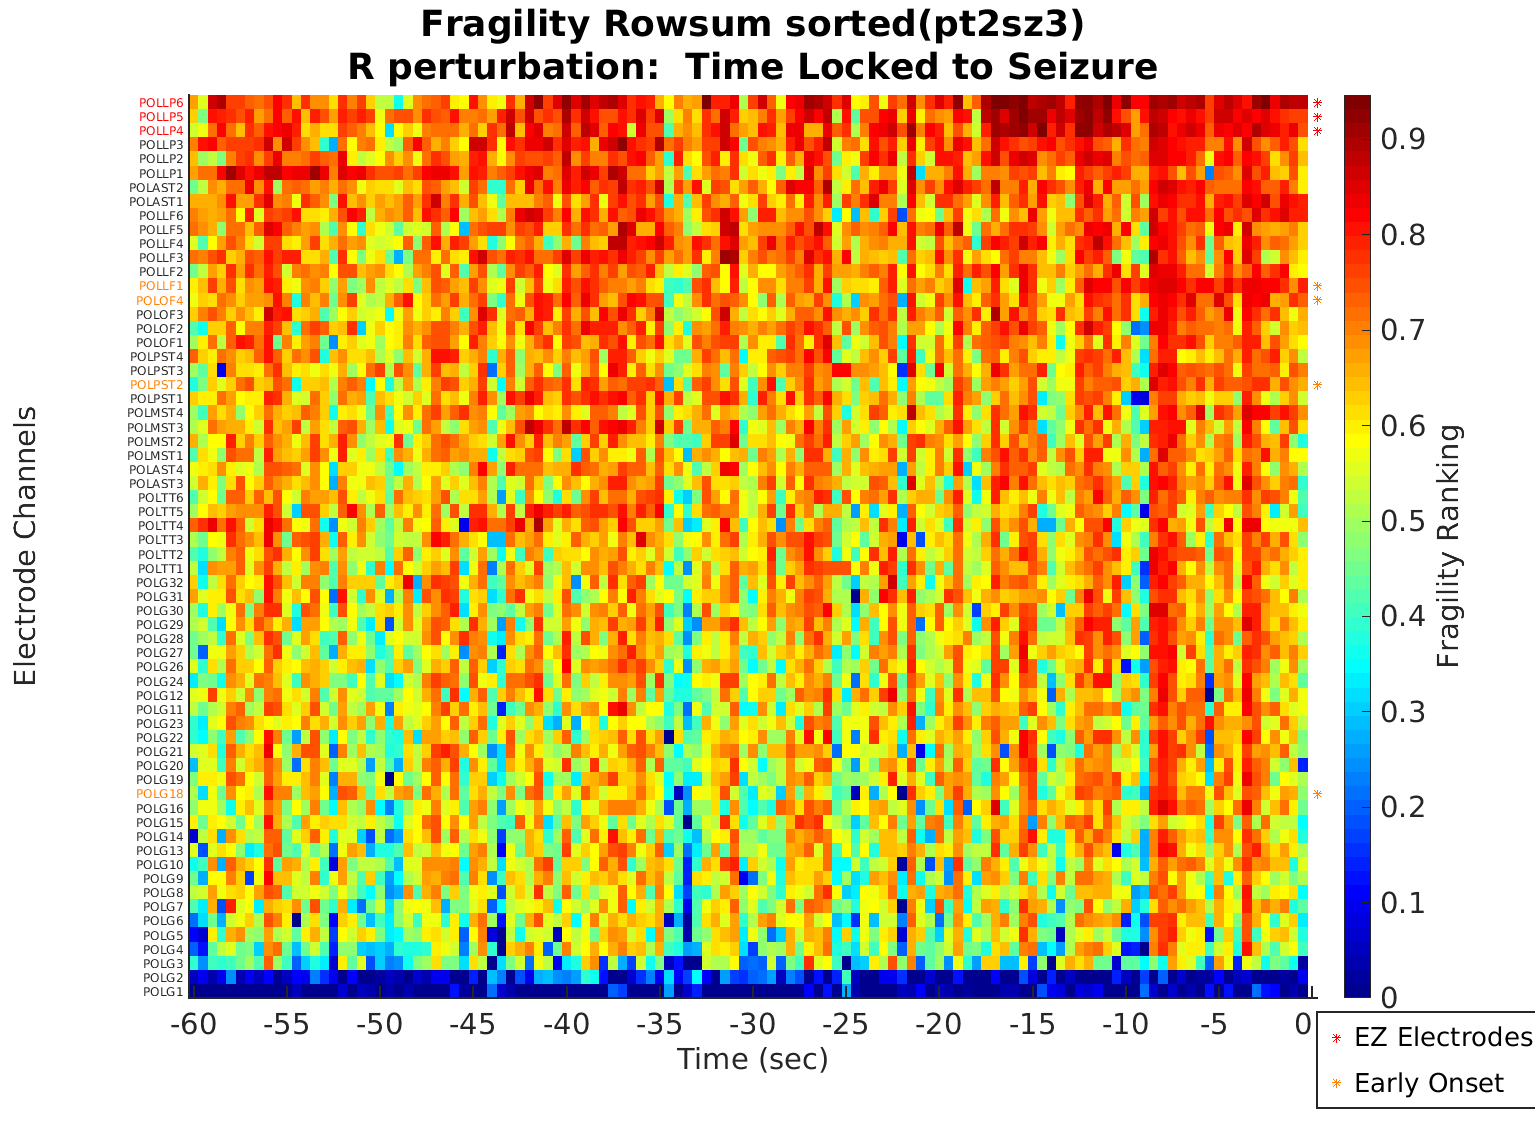 Fragility Rowsum sorted(pt2sz3)
R perturbation:  Time Locked to Seizure
Electrode Channels
POLLP6
POLLP5
POLLP4
POLLP3
POLLP2
POLLP1
POLAST2
POLAST1
POLLF6
POLLF5
POLLF4
POLLF3
POLLF2
POLLF1
POLOF4
POLOF3
POLOF2
POLOF1
POLPST4
POLPST3
POLPST2
POLPST1
POLMST4
POLMST3
POLMST2
POLMST1
POLAST4
POLAST3
POLTT6
POLTT5
POLTT4
POLTT3
POLTT2
POLTT1
POLG32
POLG31
POLG30
POLG29
POLG28
POLG27
POLG26
POLG24
POLG12
POLG11
POLG23
POLG22
POLG21
POLG20
POLG19
POLG18
POLG16
POLG15
POLG14
POLG13
POLG10
POLG9
POLG8
POLG7
POLG6
POLG5
POLG4
POLG3
POLG2
POLG1
-60 -55 -50 -45 -40 -35 -30 -25 -20 -15 -10 -5 0
Time (sec)
0.9
0.8
0.7
0.6
0.5
0.4
0.3
0.2
0.1
0
Fragility Ranking
EZ Electrodes
Early Onset